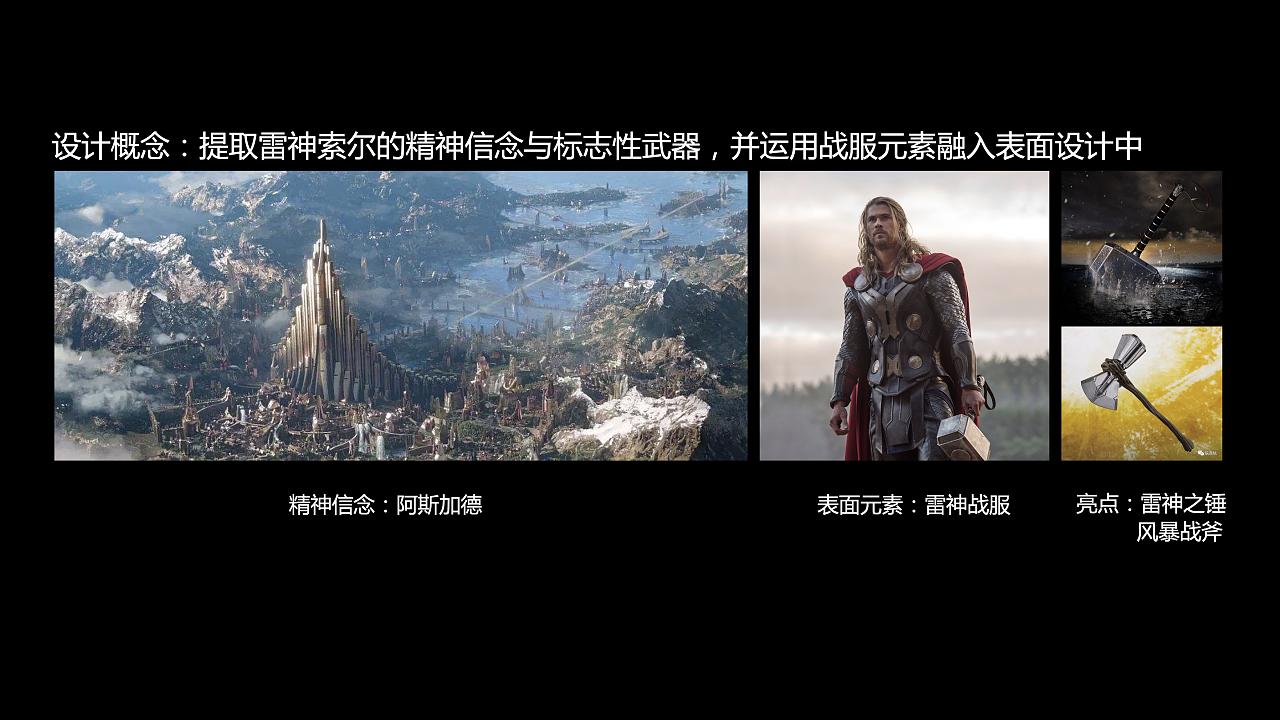 设计概念：提取雷神索尔的精神信念与标志性武器，并运用战服元素融入表面设计中
精神信念：阿斯加德
表面元素：雷神战服
亮点：雷神之锤
风暴战斧